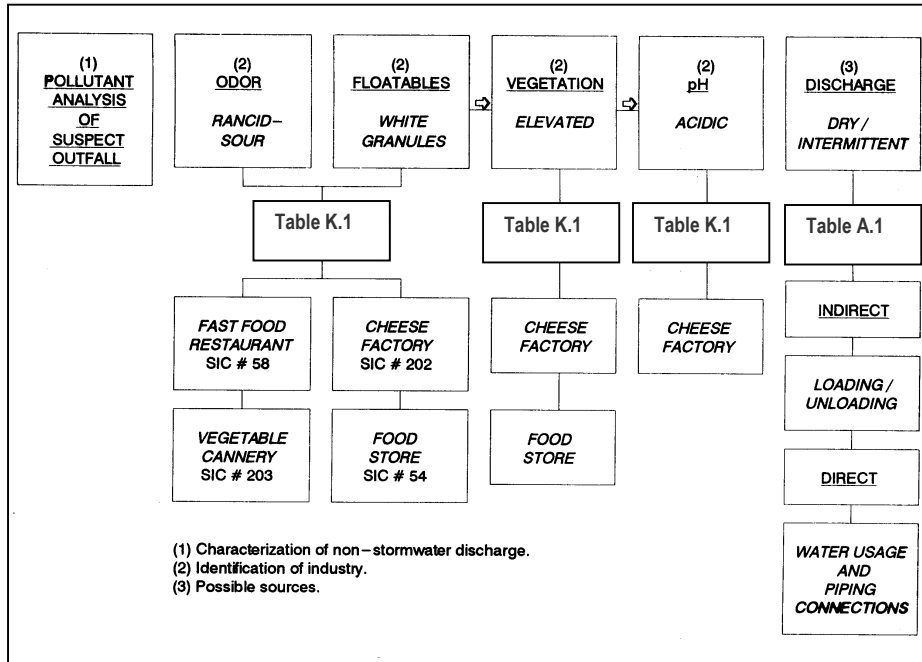 (1)
POLLUTANT
ANALYSIS
OF
SUSPECT
OUTFALL
(2)
ODOR
RANCID–
SOUR
(2)
FLOATABLES
WHITE
GRANULES
(2)
VEGETATION
ELEVATED
(2)
pH
ACIDIC
(3)
DISCHARGE
DRY /
INTERMITTENT
Table K.1
Table K.1
Table K.1
Table A.1
FAST FOOD
RESTAURANT
SIC # 58
CHEESE
FACTORY
SIC # 202
CHEESE
FACTORY
CHEESE
FACTORY
INDIRECT
LOADING /
UNLOADING
VEGETABLE
CANNERY
SIC # 203
FOOD
STORE
SIC # 54
FOOD
STORE
DIRECT
WATER USAGE
AND
PIPING
CONNECTIONS
(1) Characterization of non–stormwater discharge.
(2) Identification of industry.
(3) Possible sources.